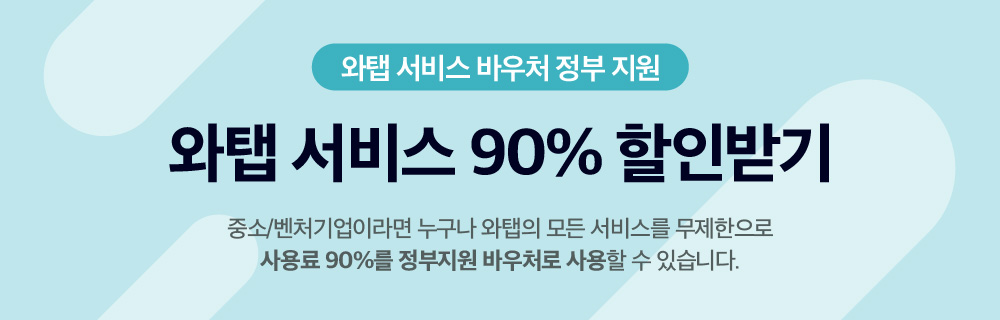 와탭 서비스 바우처 정부 지원
와탭 서비스 90% 할인받기
중소/벤처기업이라면 누구나 와탭의 모든 서비스를 무제한으로
사용료 90%를 정부지원 바우처로 사용할 수 있습니다.